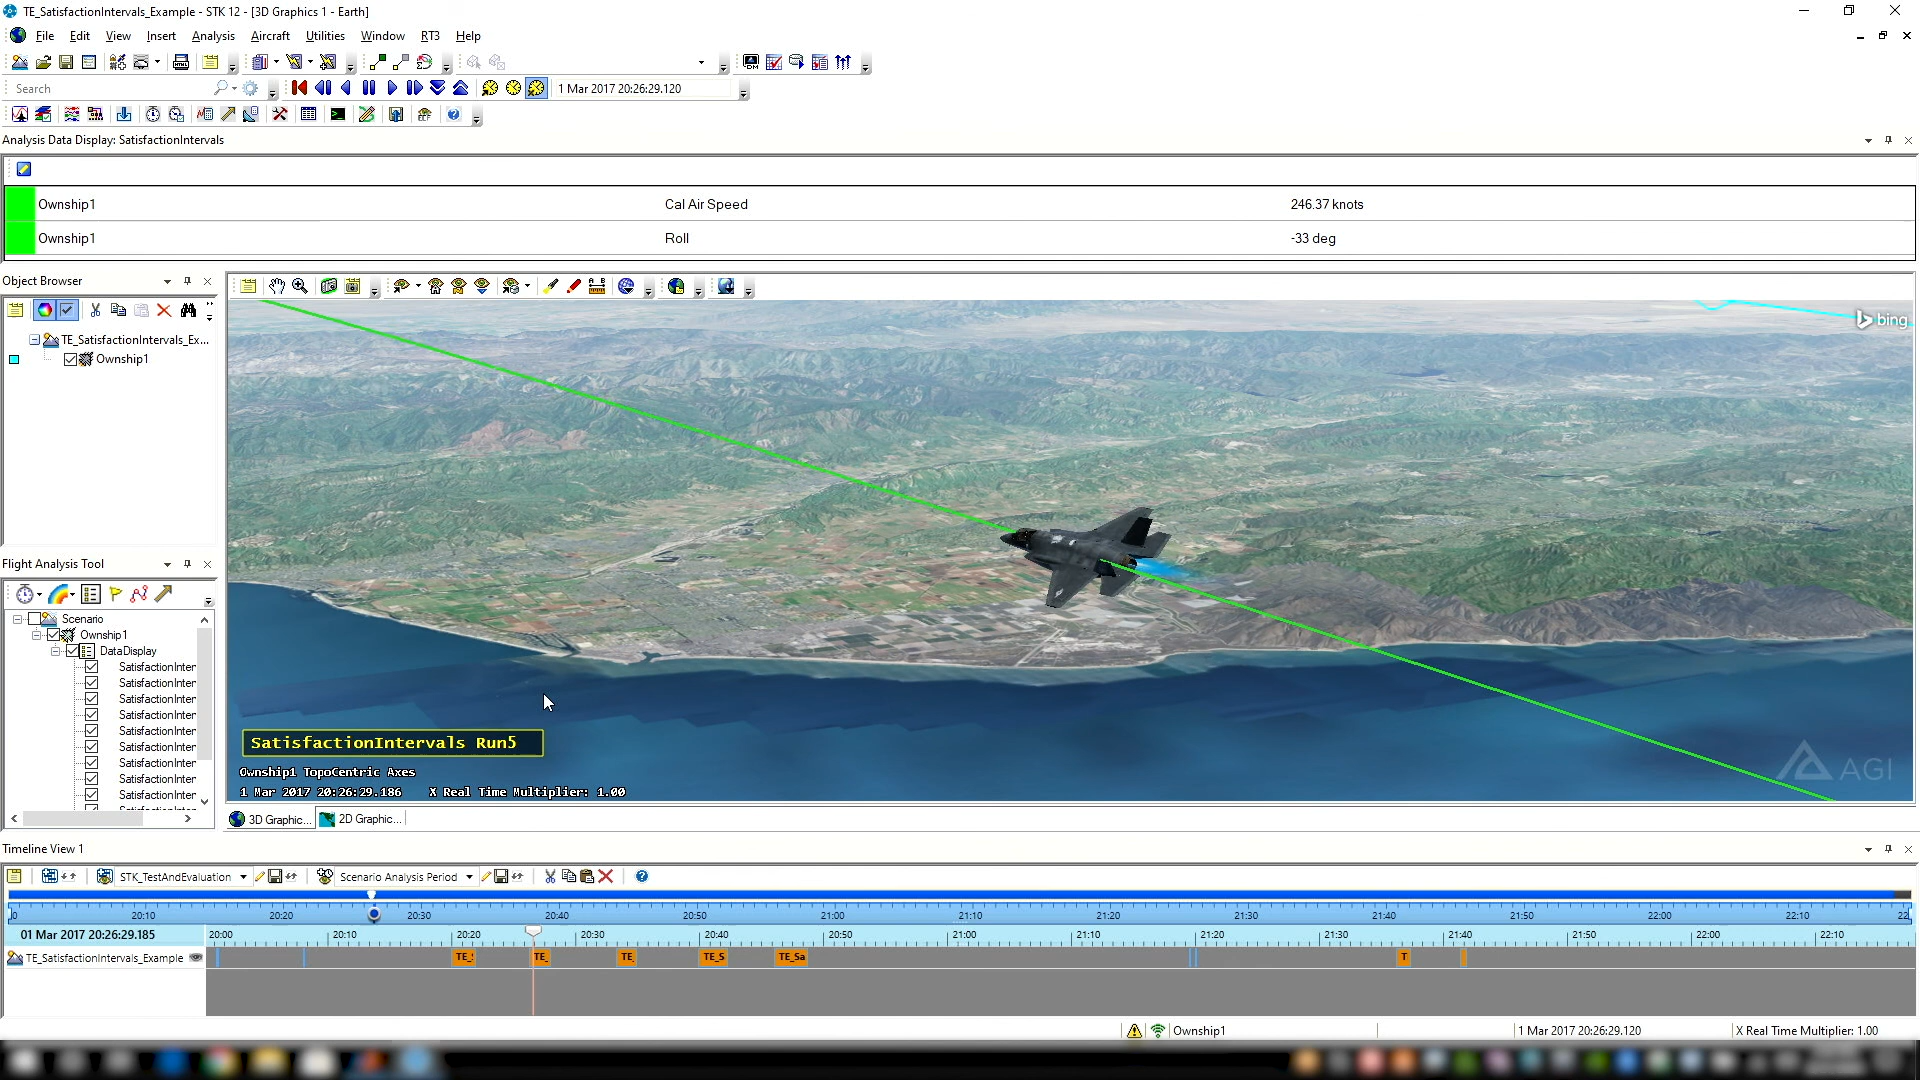 TE_SatisfactionIntervals_Example - STK 12 - [3D Graphics 1 - Earth]
File Edit View Insert Analysis Aircraft Utilities Window RT3 Help
Search
1 Mar 2017 20:26:29.120
Analysis Data Display: SatisfactionIntervals
Ownship1 Cal Air Speed 246.37 knots
Ownship1 Roll -33 deg
Object Browser
TE_SatisfactionIntervals_Ex...
Ownship1
bing
Flight Analysis Tool
Scenario
Ownship1
DataDisplay
SatisfactionInter
SatisfactionInter
SatisfactionInter
SatisfactionInter
SatisfactionInter
SatisfactionInter
SatisfactionInter
SatisfactionInter
SatisfactionInter
SatisfactionIntervals Run5
Ownship1 TopoCentric Axes
1 Mar 2017 20:26:29.186 X Real Time Multiplier: 1.00
AGI
3D Graphic... 2D Graphic...
Timeline View 1
STK_TestAndEvaluation Scenario Analysis Period
20:10 20:20 20:30 20:40 20:50 21:00 21:10 21:20 21:30 21:40 21:50 22:00 22:10
01 Mar 2017 20:26:29.185 20:00 20:10 20:20 20:30 20:40 20:50 21:00 21:10 21:20 21:30 21:40 21:50 22:00 22:10
TE_SatisfactionIntervals_Example TE_S TE_ TE_ TE_S TE_Sa T
Ownship1 1 Mar 2017 20:26:29.120 X Real Time Multiplier: 1.00